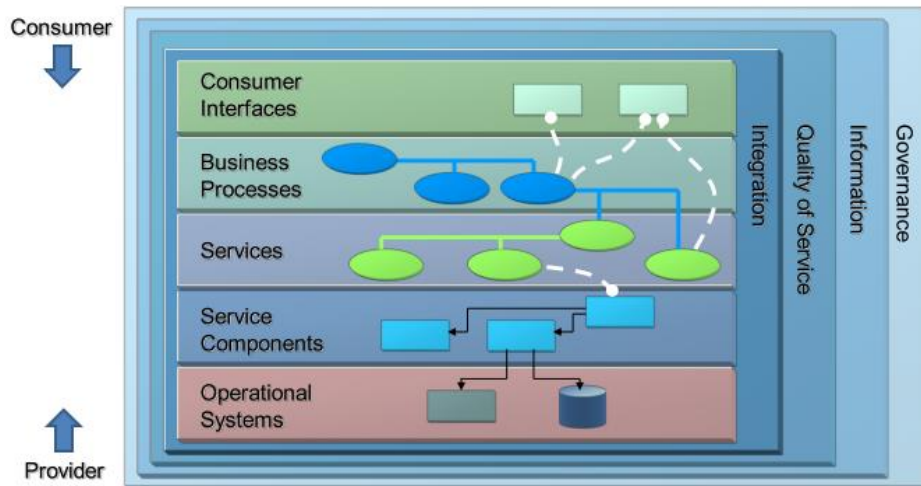 Consumer
Consumer
Interfaces
Business
Processes
Services
Service
Components
Operational
Systems
Provider
Integration
Quality of Service
Information
Governance